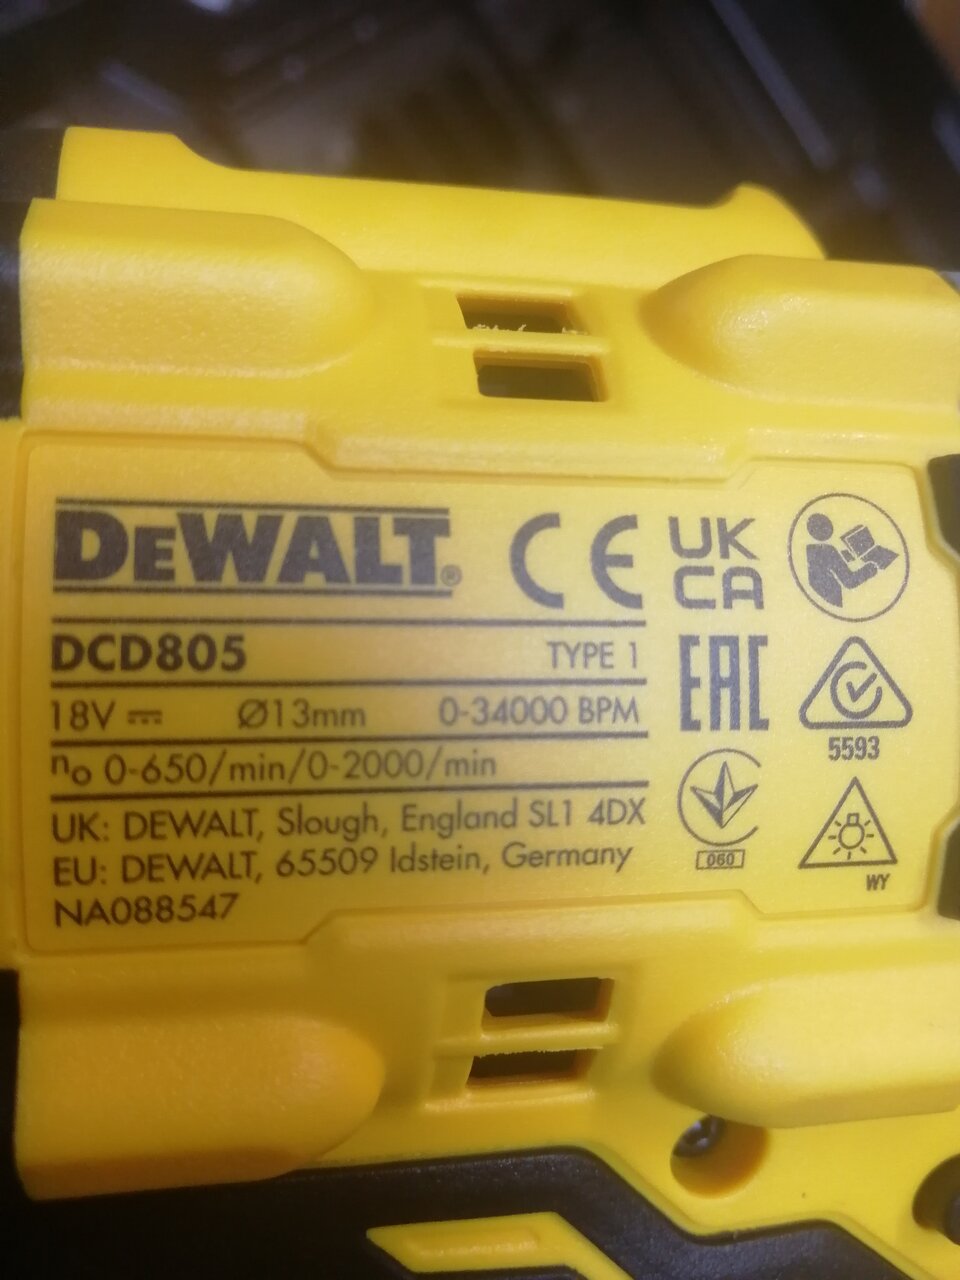 DEWALT®
CE
UK
CA
DCD805 TYPE 1
EAC
18V Ø13mm 0-34000 BPM
5593
n₀ 0-650/min/0-2000/min
UK: DEWALT, Slough, England SL1 4DX
EU: DEWALT, 65509 Idstein, Germany
060
WY
NA088547